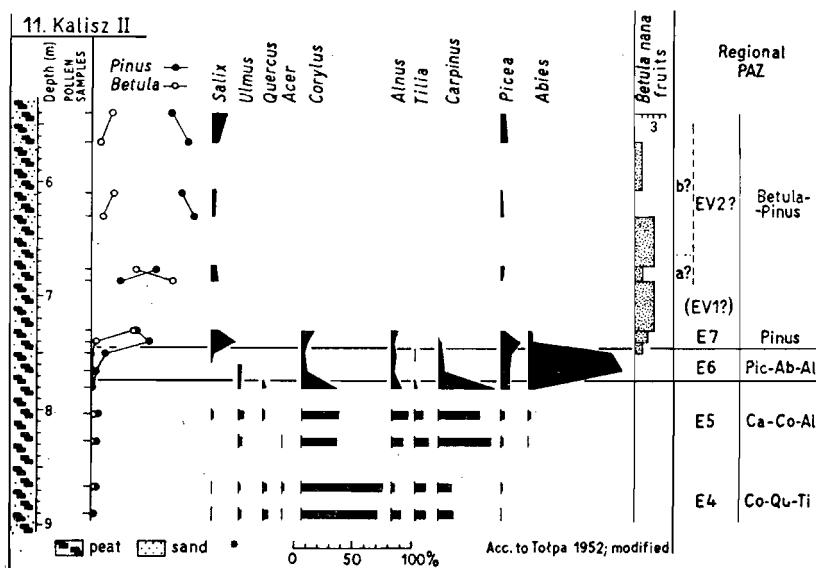 11. Kalisz II
Depth (m)
POLLEN
SAMPLES
Pinus
Betula
Salix
Ulmus
Quercus
Acer
Corylus
Alnus
Tilia
Carpinus
Picea
Abies
Betula nana
fruits
3
Regional
PAZ
6
7
8
9
b?
EV2?
a?
Betula-
-Pinus
(EV1?)
E7 Pinus
E6 Pic-Ab-Al
E5 Ca-Co-Al
E4 Co-Qu-Ti
peat sand
0 100%
Acc. to Tołpa 1952; modified